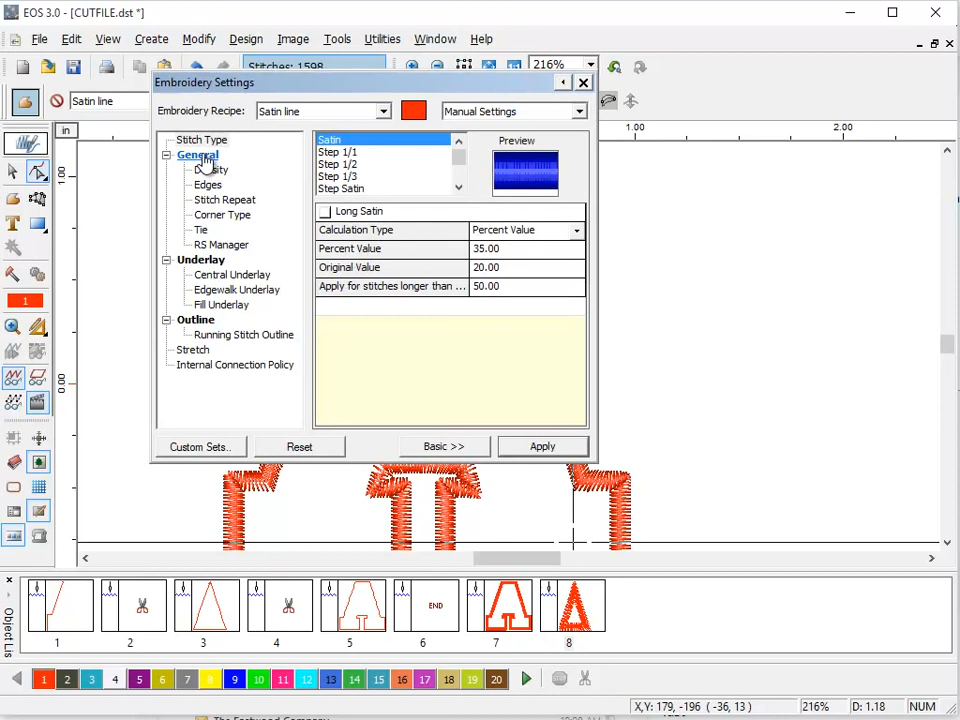 EOS 3.0 - [CUTFILE.dst *]
File Edit View Create Modify Design Image Tools Utilities Window Help
Stitches: 1598
216%
Satin line
Embroidery Settings
Embroidery Recipe: Satin line Manual Settings
in
1.00 2.00
1.00
0.00
Stitch Type
General
Density
Edges
Stitch Repeat
Corner Type
Tie
RS Manager
Underlay
Central Underlay
Edgewalk Underlay
Fill Underlay
Outline
Running Stitch Outline
Stretch
Internal Connection Policy
Satin
Step 1/1
Step 1/2
Step 1/3
Step Satin
Preview
Long Satin
Calculation Type Percent Value
Percent Value 35.00
Original Value 20.00
Apply for stitches longer than ... 50.00
Custom Sets.. Reset Basic >> Apply
1
Object Lis
END
1 2 3 4 5 6 7 8
1 2 3 4 5 6 7 8 9 10 11 12 13 14 15 16 17 18 19 20
The Eastwood Company
X,Y: 179, -196 ( -36, 13 ) 216% D: 1.18 NUM